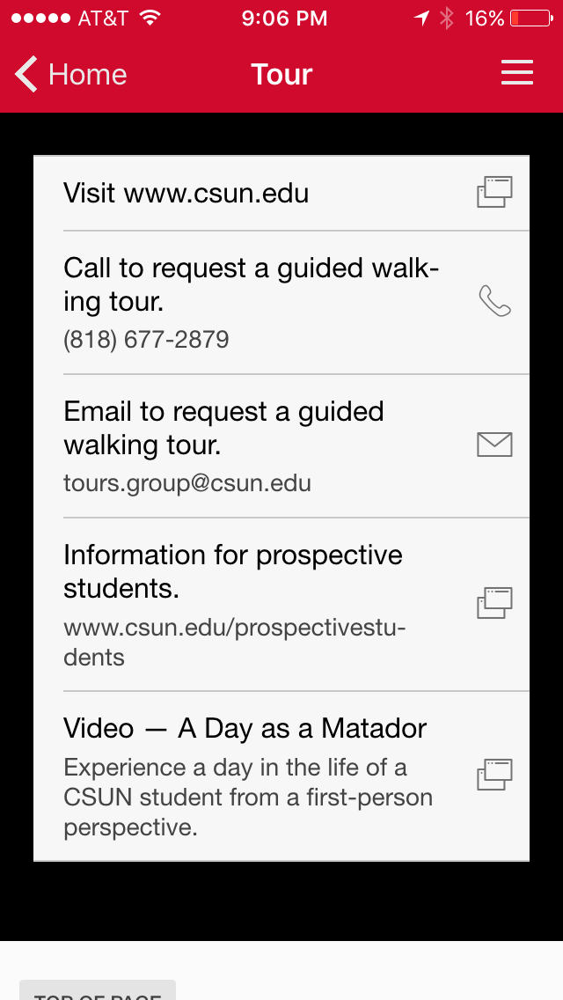 AT&T 9:06 PM 16%
Home Tour
Visit www.csun.edu
Call to request a guided walk-
ing tour.
(818) 677-2879
Email to request a guided
walking tour.
tours.group@csun.edu
Information for prospective
students.
www.csun.edu/prospectivestu-
dents
Video — A Day as a Matador
Experience a day in the life of a
CSUN student from a first-person
perspective.
TOP OF PAGE